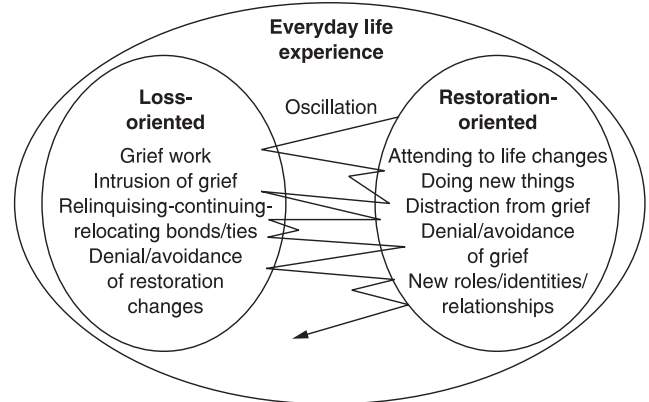 Everyday life
experience
Loss-
oriented
Grief work
Intrusion of grief
Relinquising-continuing-
relocating bonds/ties
Denial/avoidance
of restoration
changes
Oscillation
Restoration-
oriented
Attending to life changes
Doing new things
Distraction from grief
Denial/avoidance
of grief
New roles/identities/
relationships